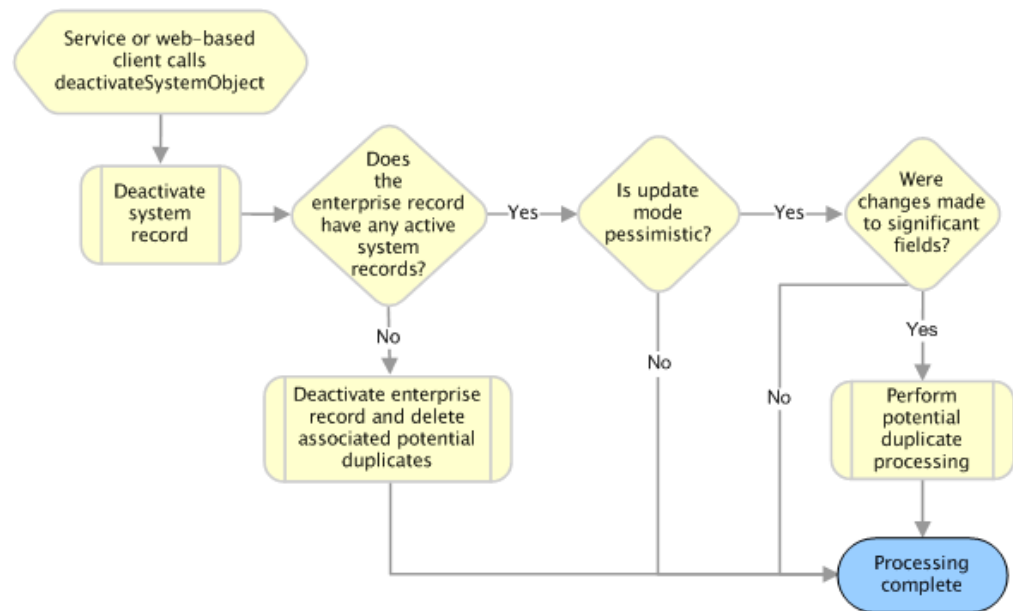 Service or web-based
client calls
deactivateSystemObject
Deactivate
system
record
Does
the
enterprise record
have any active
system
records?
Yes
Is update
mode
pessimistic?
Yes
Were
changes made
to significant
fields?
No
Deactivate enterprise
record and delete
associated potential
duplicates
No
No
Yes
Perform
potential
duplicate
processing
Processing
complete